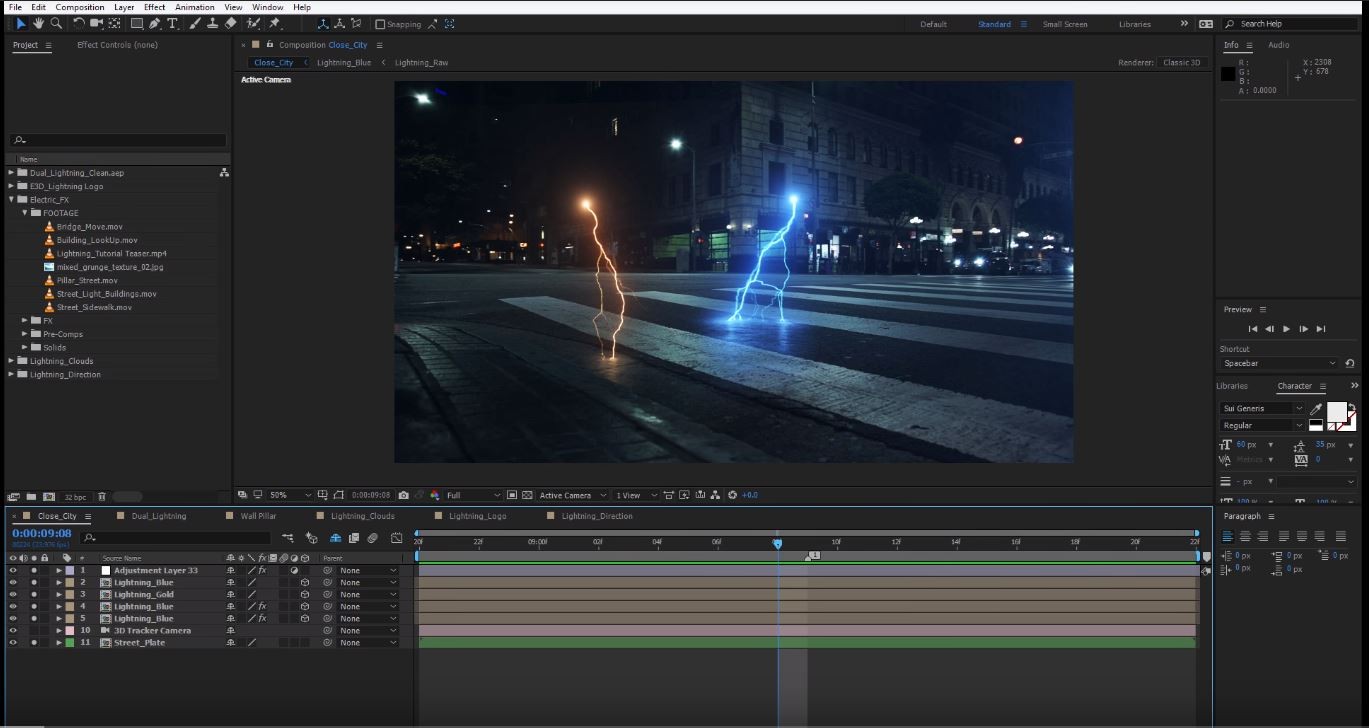 File Edit Composition Layer Effect Animation View Window Help
Snapping
Default Standard Small Screen Libraries Search Help
Project Effect Controls (none)
Composition Close_City
Info Audio
Close_City Lightning_Blue Lightning_Raw
Renderer: Classic 3D
Active Camera
R : X : 2308
G : Y : 678
B :
A : 0.0000
Name
Dual_Lightning_Clean.aep
E3D_Lightning Logo
Electric_FX
FOOTAGE
Bridge_Move.mov
Building_LookUp.mov
Lightning_Tutorial Teaser.mp4
mixed_grunge_texture_02.jpg
Pillar_Street.mov
Street_Light_Buildings.mov
Street_Sidewalk.mov
FX
Pre-Comps
Solids
Lightning_Clouds
Lightning_Direction
Preview
Shortcut
Spacebar
Libraries Character
Sui Generis
Regular
60 px 35 px
Metrics 0
- px
32 bpc
50% 0:00:09:08 Full Active Camera 1 View +0.0
Close_City Dual_Lightning Wall Pillar Lightning_Clouds Lightning_Logo Lightning_Direction
Paragraph
0:00:09:08
# Source Name Parent
22f 09:00f 02f 04f 06f 10f 12f 14f 16f 18f 20f
1
1 Adjustment Layer 33 None
2 Lightning_Blue None
3 Lightning_Gold None
4 Lightning_Blue None
5 Lightning_Blue None
10 3D Tracker Camera None
11 Street_Plate None
0 px 0 px 0 px
0 px 0 px